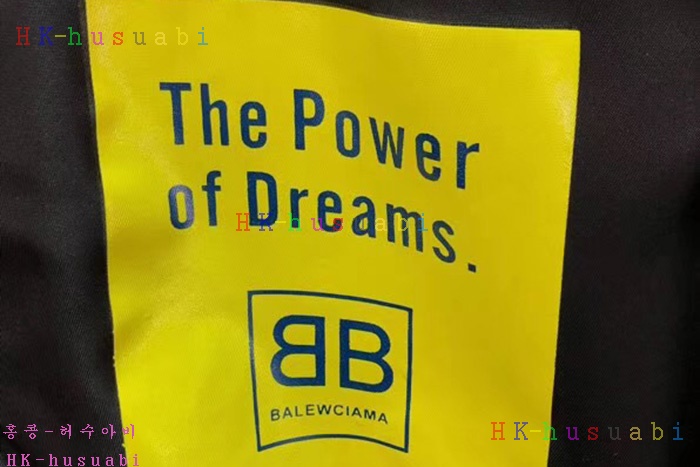 HK-husuabi
The Power
of Dreams.
HK-husuabi
BB
BALEWCIAMA
홍콩-허수아비
HK-husuabi
HK-husuabi